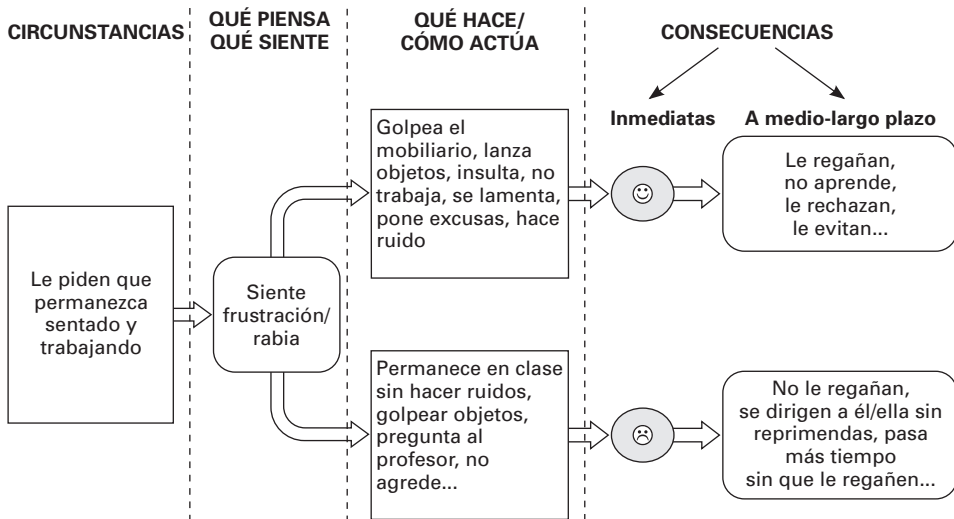 CIRCUNSTANCIAS
QUÉ PIENSA
QUÉ SIENTE
QUÉ HACE/
CÓMO ACTÚA
CONSECUENCIAS
Inmediatas
A medio-largo plazo
Le piden que
permanezca
sentado y
trabajando
Siente
frustración/
rabia
Golpea el
mobiliario, lanza
objetos, insulta, no
trabaja, se lamenta,
pone excusas, hace
ruido
Le regañan,
no aprende,
le rechazan,
le evitan...
Permanece en clase
sin hacer ruidos,
golpear objetos,
pregunta al
profesor, no
agrede...
No le regañan,
se dirigen a él/ella sin
reprimendas, pasa
más tiempo
sin que le regañen...